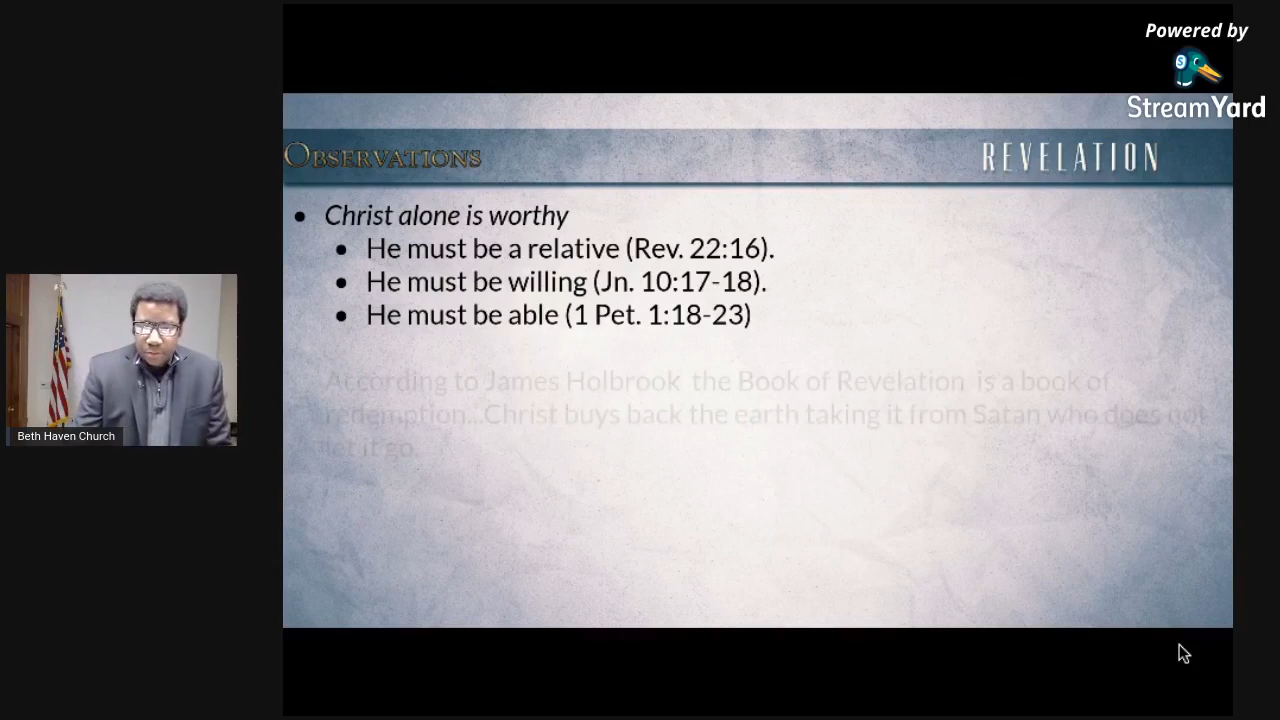 Powered by
StreamYard
OBSERVATIONS
REVELATION
• Christ alone is worthy
• He must be a relative (Rev. 22:16).
• He must be willing (Jn. 10:17-18).
• He must be able (1 Pet. 1:18-23)
According to James Holbrook the Book of Revelation is a book of
redemption...Christ buys back the earth taking it from Satan who does not
let it go.
Beth Haven Church